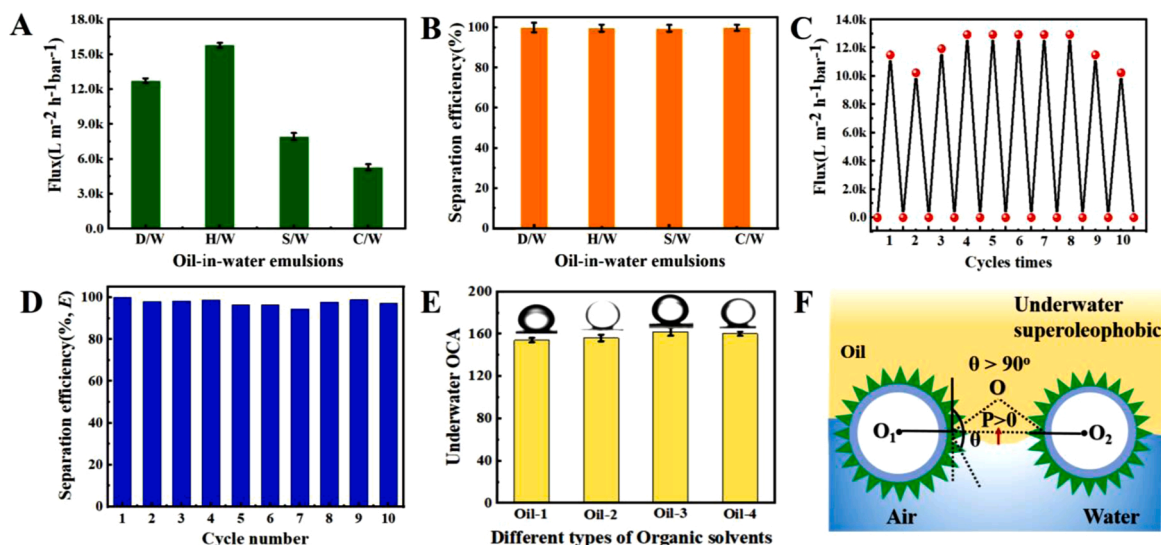 A
Flux(L m⁻² h⁻¹bar⁻¹)
18.0k
15.0k
12.0k
9.0k
6.0k
3.0k
0.0
D/W H/W S/W C/W
Oil-in-water emulsions
B
Separation efficiency(%)
100
80
60
40
20
0
D/W H/W S/W C/W
Oil-in-water emulsions
C
Flux(L m⁻² h⁻¹bar⁻¹)
14.0k
12.0k
10.0k
8.0k
6.0k
4.0k
2.0k
0.0
1 2 3 4 5 6 7 8 9 10
Cycles times
D
Separation efficiency(%, E)
100
80
60
40
20
0
1 2 3 4 5 6 7 8 9 10
Cycle number
E
Underwater OCA
200
160
120
80
40
0
Oil-1 Oil-2 Oil-3 Oil-4
Different types of Organic solvents
F
Underwater
superoleophobic
Oil
θ > 90°
O
P>0
O₁
θ
O₂
Air
Water